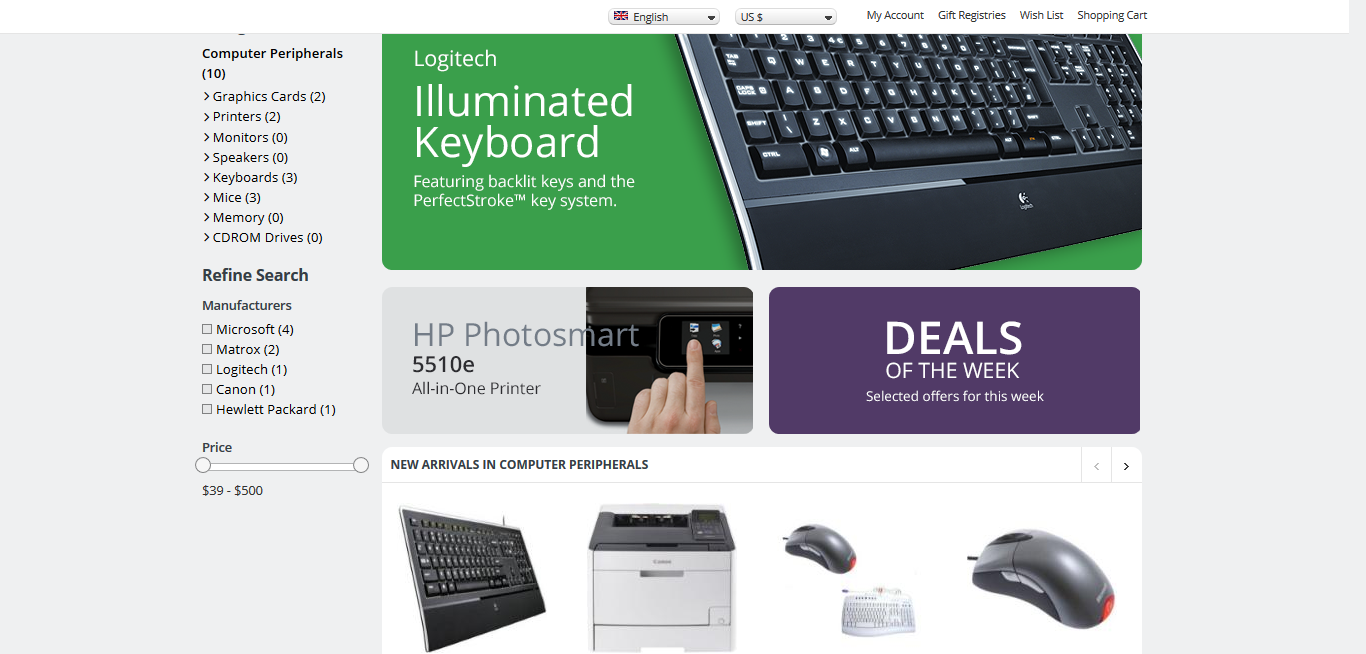 English
US $
My Account
Gift Registries
Wish List
Shopping Cart
Computer Peripherals
(10)
Graphics Cards (2)
Printers (2)
Monitors (0)
Speakers (0)
Keyboards (3)
Mice (3)
Memory (0)
CDROM Drives (0)
Refine Search
Manufacturers
Microsoft (4)
Matrox (2)
Logitech (1)
Canon (1)
Hewlett Packard (1)
Price
$39 - $500
Logitech
Illuminated
Keyboard
Featuring backlit keys and the
PerfectStroke™ key system.
HP Photosmart
5510e
All-in-One Printer
DEALS
OF THE WEEK
Selected offers for this week
NEW ARRIVALS IN COMPUTER PERIPHERALS